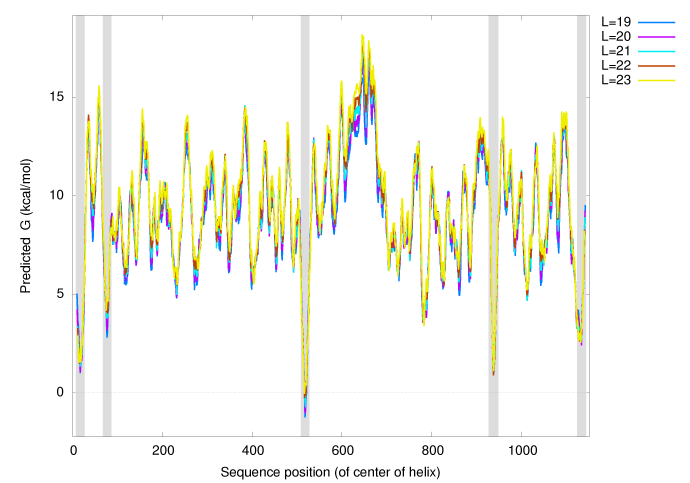 L=19
L=20
L=21
L=22
L=23
15
10
5
0
Predicted G (kcal/mol)
0 200 400 600 800 1000
Sequence position (of center of helix)